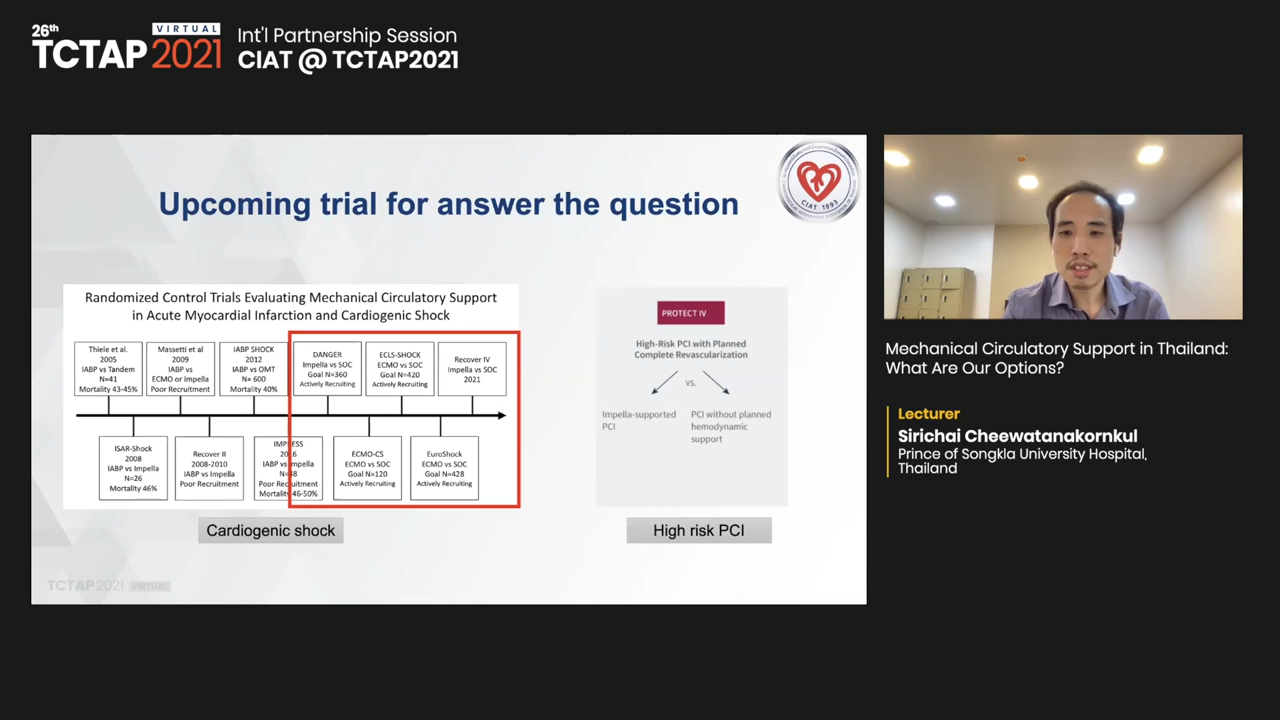 26th
TCTAP
VIRTUAL
2021
Int'l Partnership Session
CIAT @ TCTAP2021
CIAT 1993
Upcoming trial for answer the question
Randomized Control Trials Evaluating Mechanical Circulatory Support
in Acute Myocardial Infarction and Cardiogenic Shock
Thiele et al.
2005
IABP vs Tandem
N=41
Mortality 43-45%
Massetti et al
2009
IABP vs
ECMO or Impella
Poor Recruitment
IABP SHOCK
2012
IABP vs OMT
N= 600
Mortality 40%
DANGER
Impella vs SOC
Goal N=360
Actively Recruiting
ECLS-SHOCK
ECMO vs SOC
Goal N=420
Actively Recruiting
Recover IV
Impella vs SOC
2021
ISAR-Shock
2008
IABP vs Impella
N=26
Mortality 46%
Recover II
2008-2010
IABP vs Impella
Poor Recruitment
IMPRESS
2016
IABP vs Impella
N=48
Poor Recruitment
Mortality 46-50%
ECMO-CS
ECMO vs SOC
Goal N=120
Actively Recruiting
EuroShock
ECMO vs SOC
Goal N=428
Actively Recruiting
Cardiogenic shock
PROTECT IV
High-Risk PCI with Planned
Complete Revascularization
VS.
Impella-supported
PCI
PCI without planned
hemodynamic
support
High risk PCI
TCTAP 2021 VIRTUAL
Mechanical Circulatory Support in Thailand:
What Are Our Options?
Lecturer
Sirichai Cheewatanakornkul
Prince of Songkla University Hospital,
Thailand